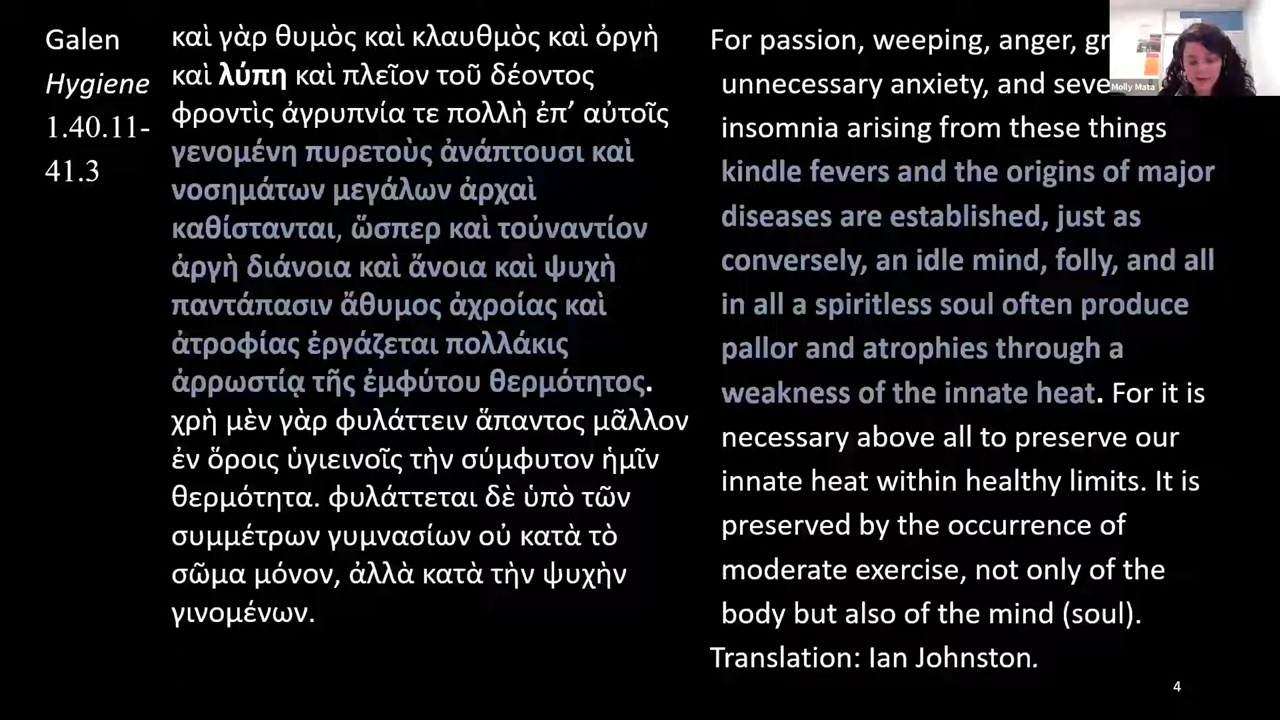 Galen
Hygiene
1.40.11-
41.3
καὶ γὰρ θυμὸς καὶ κλαυθμὸς καὶ ὀργὴ
καὶ λύπη καὶ πλεῖον τοῦ δέοντος
φροντὶς ἀγρυπνία τε πολλὴ ἐπ’ αὐτοῖς
γενομένη πυρετοὺς ἀνάπτουσι καὶ
νοσημάτων μεγάλων ἀρχαὶ
καθίστανται, ὥσπερ καὶ τοὐναντίον
ἀργὴ διάνοια καὶ ἄνοια καὶ ψυχὴ
παντάπασιν ἄθυμος ἀχροίας καὶ
ἀτροφίας ἐργάζεται πολλάκις
ἀρρωστίᾳ τῆς ἐμφύτου θερμότητος.
χρὴ μὲν γὰρ φυλάττειν ἅπαντος μᾶλλον
ἐν ὅροις ὑγιεινοῖς τὴν σύμφυτον ἡμῖν
θερμότητα. φυλάττεται δὲ ὑπὸ τῶν
συμμέτρων γυμνασίων οὐ κατὰ τὸ
σῶμα μόνον, ἀλλὰ κατὰ τὴν ψυχὴν
γινομένων.
For passion, weeping, anger,
unnecessary anxiety, and
insomnia arising from these things
kindle fevers and the origins of major
diseases are established, just as
conversely, an idle mind, folly, and all
in all a spiritless soul often produce
pallor and atrophies through a
weakness of the innate heat. For it is
necessary above all to preserve our
innate heat within healthy limits. It is
preserved by the occurrence of
moderate exercise, not only of the
body but also of the mind (soul).
Translation: Ian Johnston.
Molly Mata
4